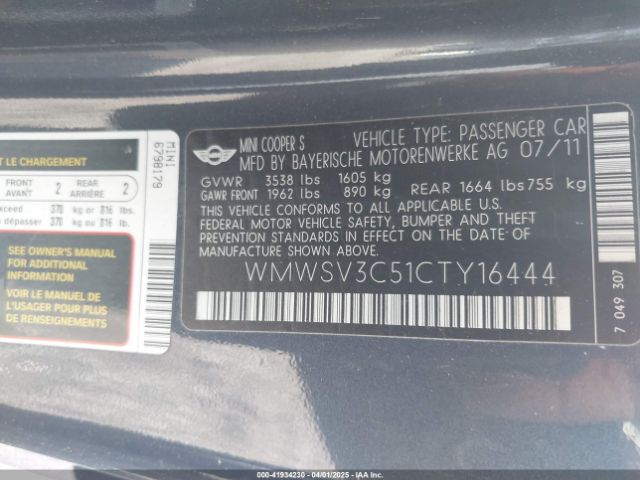 T LE CHARGEMENT
FRONT
AVANT 2 REAR
ARRIÈRE 2
xceed 370 kg or 816 lbs.
dépasser 370 kg ou 816 lb.
SEE OWNER'S MANUAL
FOR ADDITIONAL
INFORMATION
VOIR LE MANUEL DE
L'USAGER POUR PLUS
DE RENSEIGNEMENTS
MINI
6798179
MINI
MINI COOPER S VEHICLE TYPE: PASSENGER CAR
MFD BY BAYERISCHE MOTORENWERKE AG 07/11
GVWR 3538 lbs 1605 kg
GAWR FRONT 1962 lbs 890 kg REAR 1664 lbs 755 kg
THIS VEHICLE CONFORMS TO ALL APPLICABLE U.S.
FEDERAL MOTOR VEHICLE SAFETY, BUMPER AND THEFT
PREVENTION STANDARDS IN EFFECT ON THE DATE OF
MANUFACTURE SHOWN ABOVE
WMWSV3C51CTY16444
7 049 307
000-41934230 - 04/01/2025 - IAAI Copyright